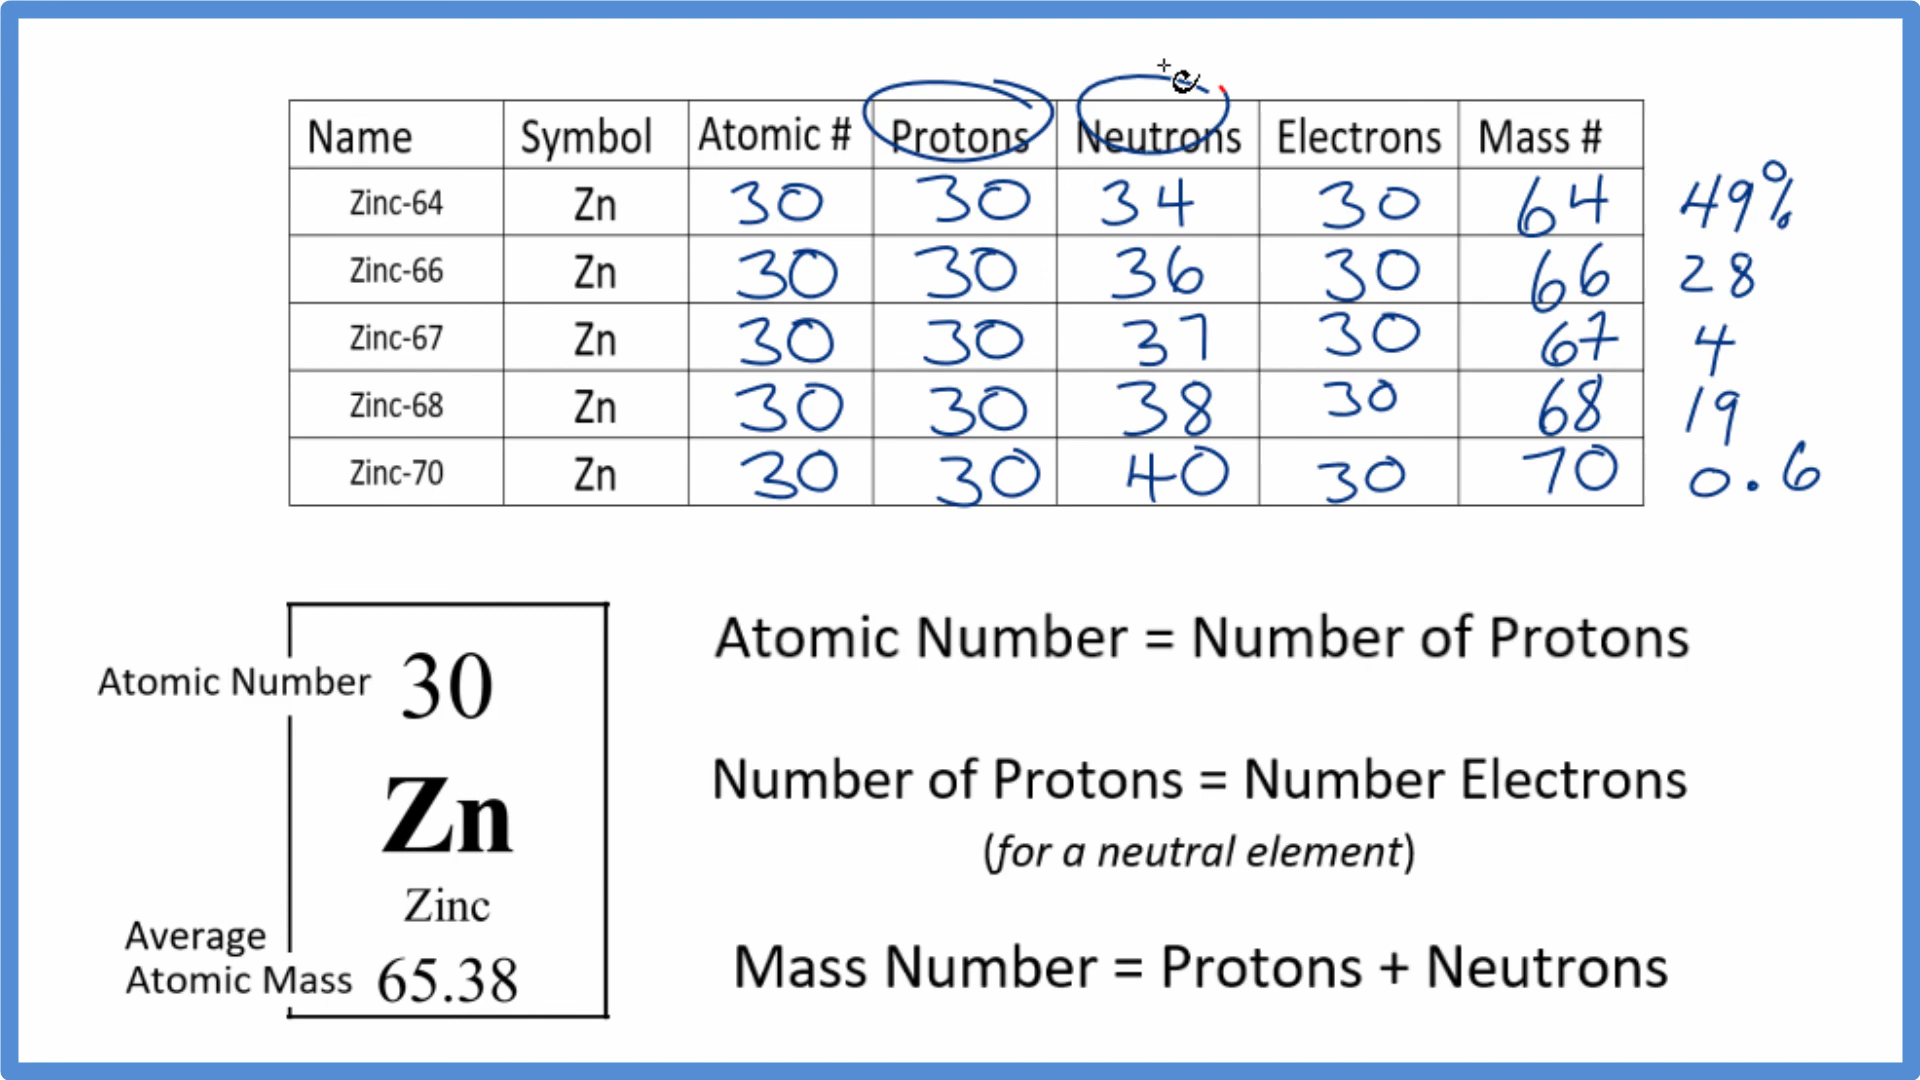 Name Symbol Atomic # Protons Neutrons Electrons Mass #
Zinc-64 Zn 30 30 34 30 64 49%
Zinc-66 Zn 30 30 36 30 66 28
Zinc-67 Zn 30 30 37 30 67 4
Zinc-68 Zn 30 30 38 30 68 19
Zinc-70 Zn 30 30 40 30 70 0.6
Atomic Number 30
Zn
Zinc
Average
Atomic Mass 65.38
Atomic Number = Number of Protons
Number of Protons = Number Electrons
(for a neutral element)
Mass Number = Protons + Neutrons